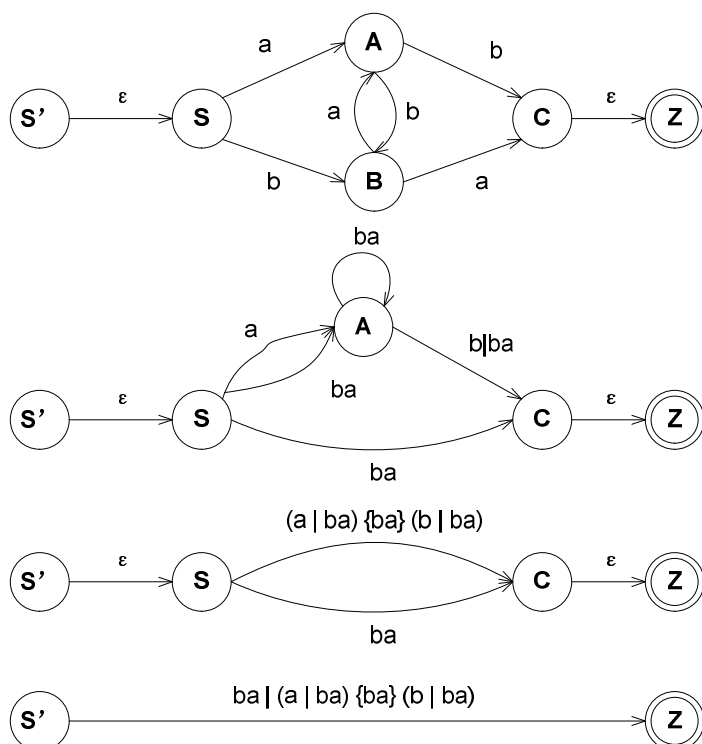 a A b
S' ε S a b C ε Z
b B a
ba
a A b|ba
ba
S' ε S C ε Z
ba
(a | ba) {ba} (b | ba)
S' ε S C ε Z
ba
ba | (a | ba) {ba} (b | ba)
S' Z